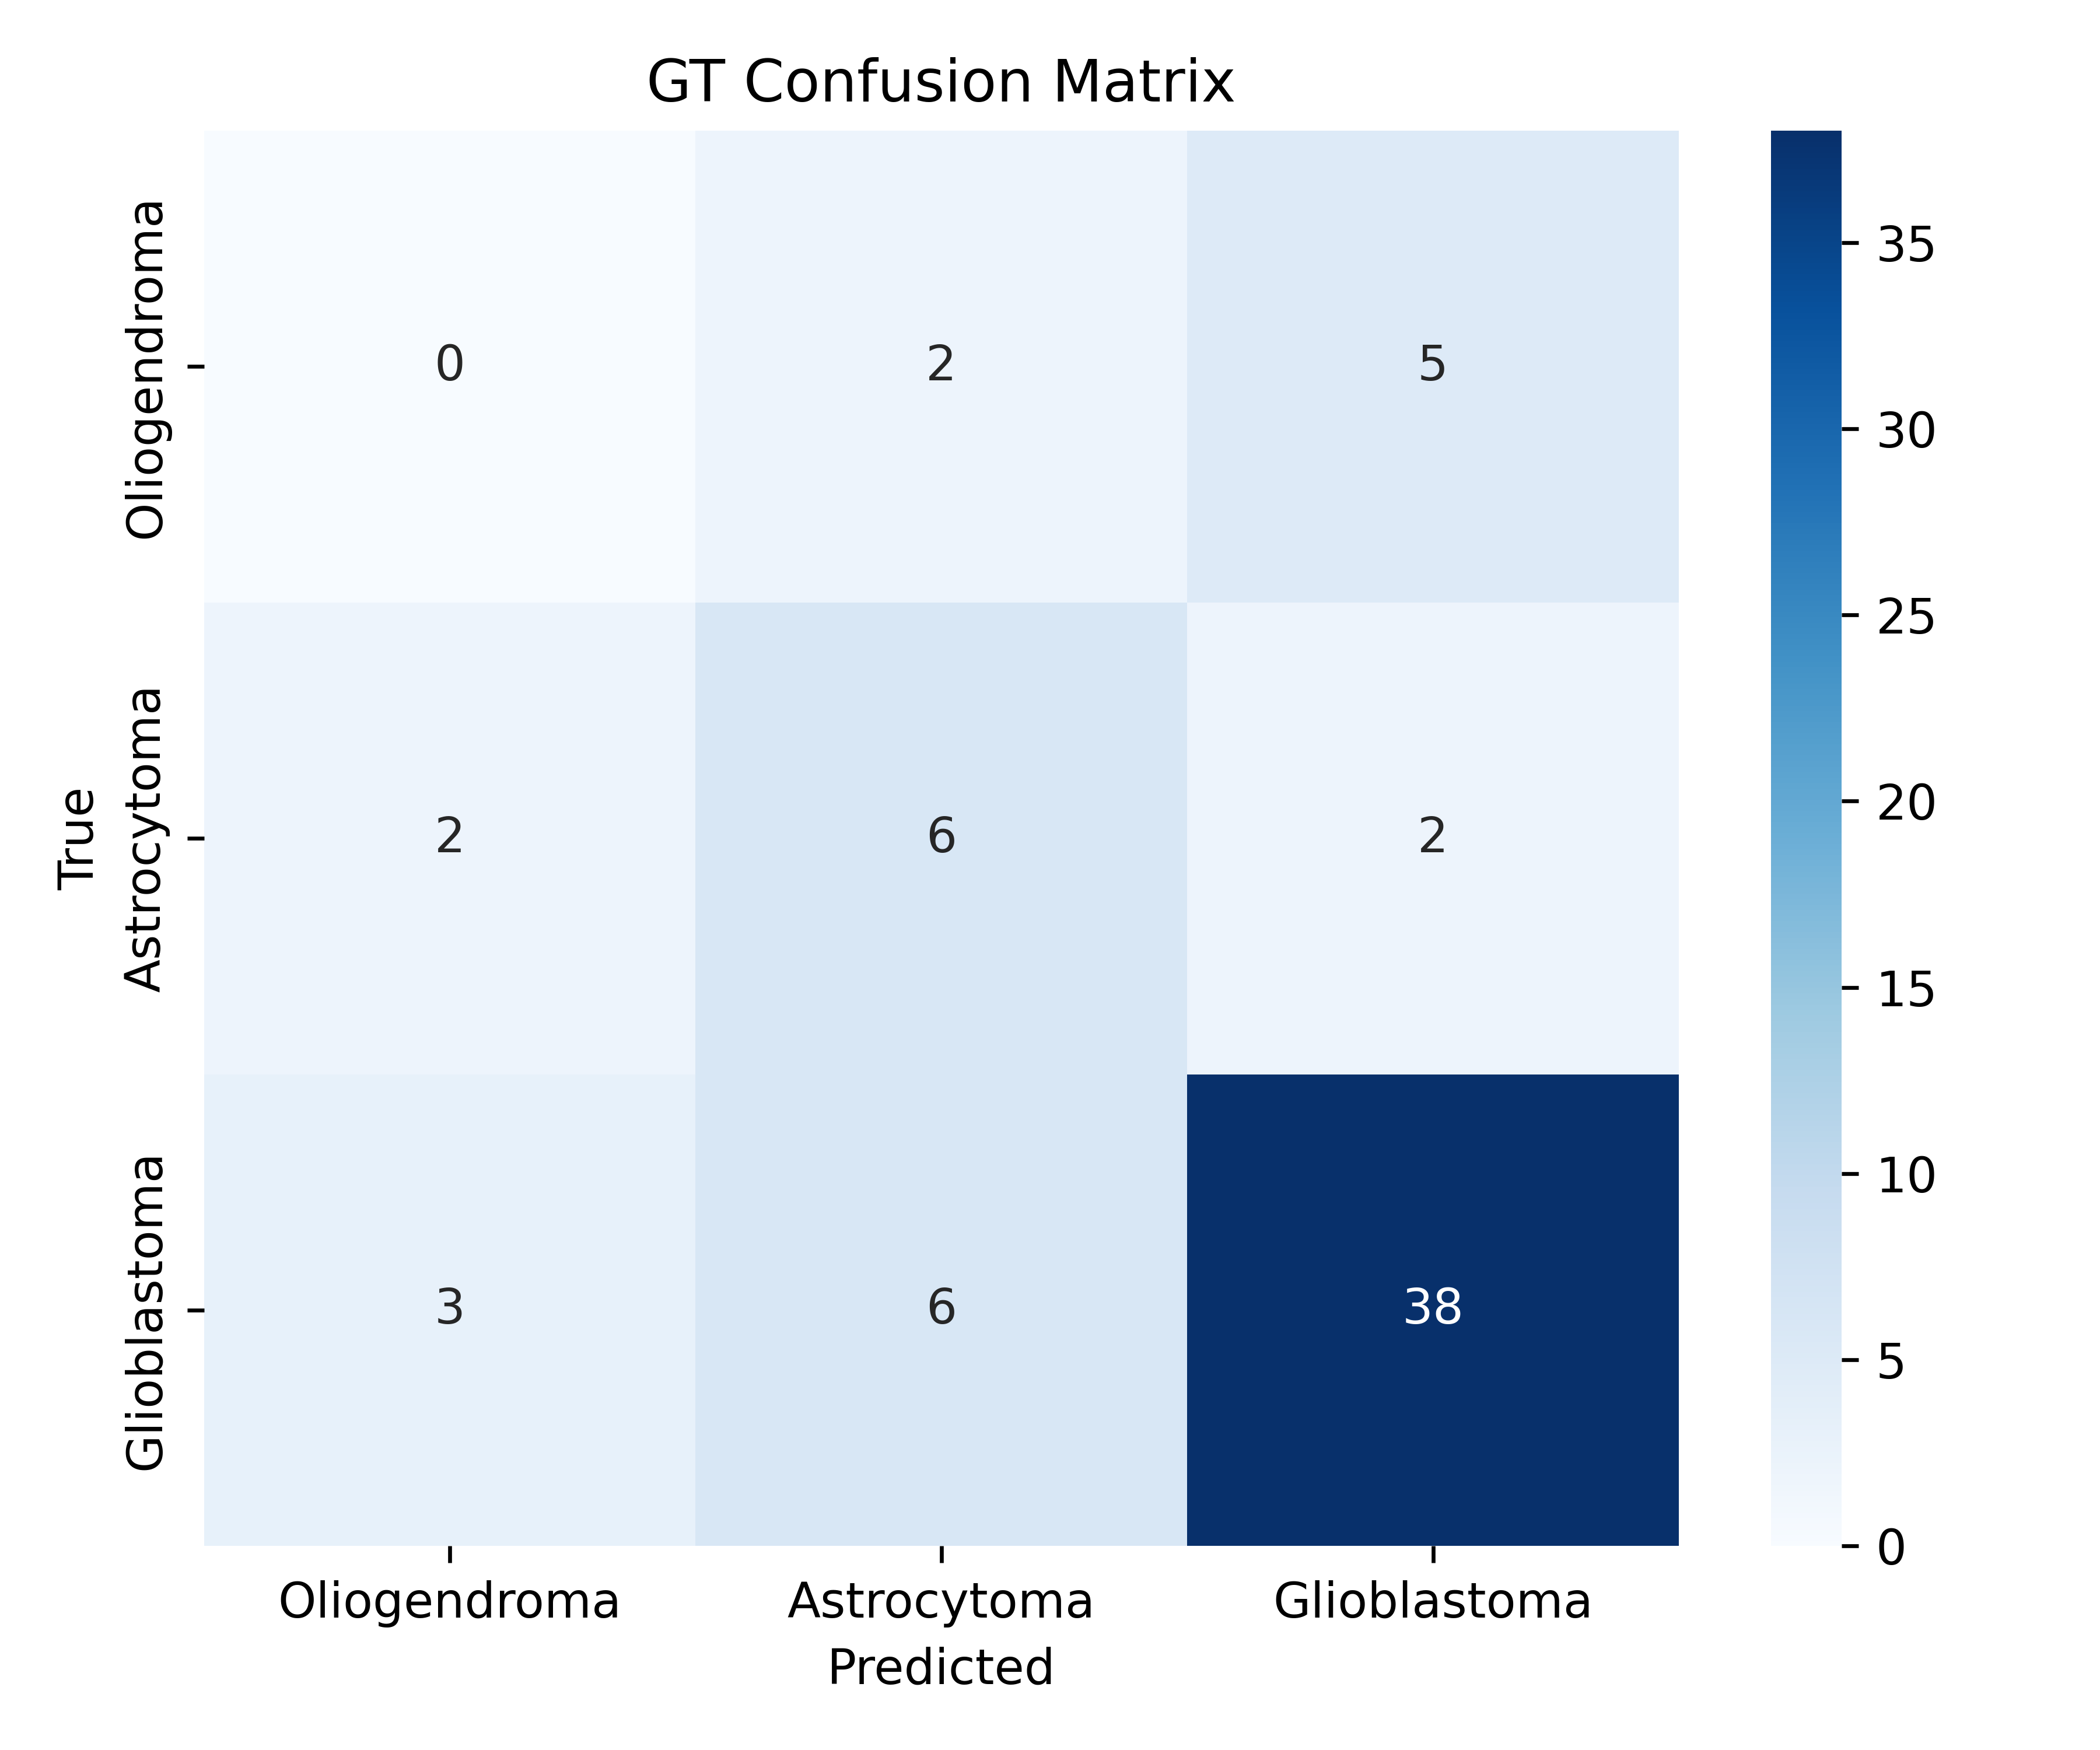 GT Confusion Matrix
True
Oliogendroma
0 2 5
Astrocytoma
2 6 2
Glioblastoma
3 6 38
Oliogendroma Astrocytoma Glioblastoma
Predicted
35
30
25
20
15
10
5
0